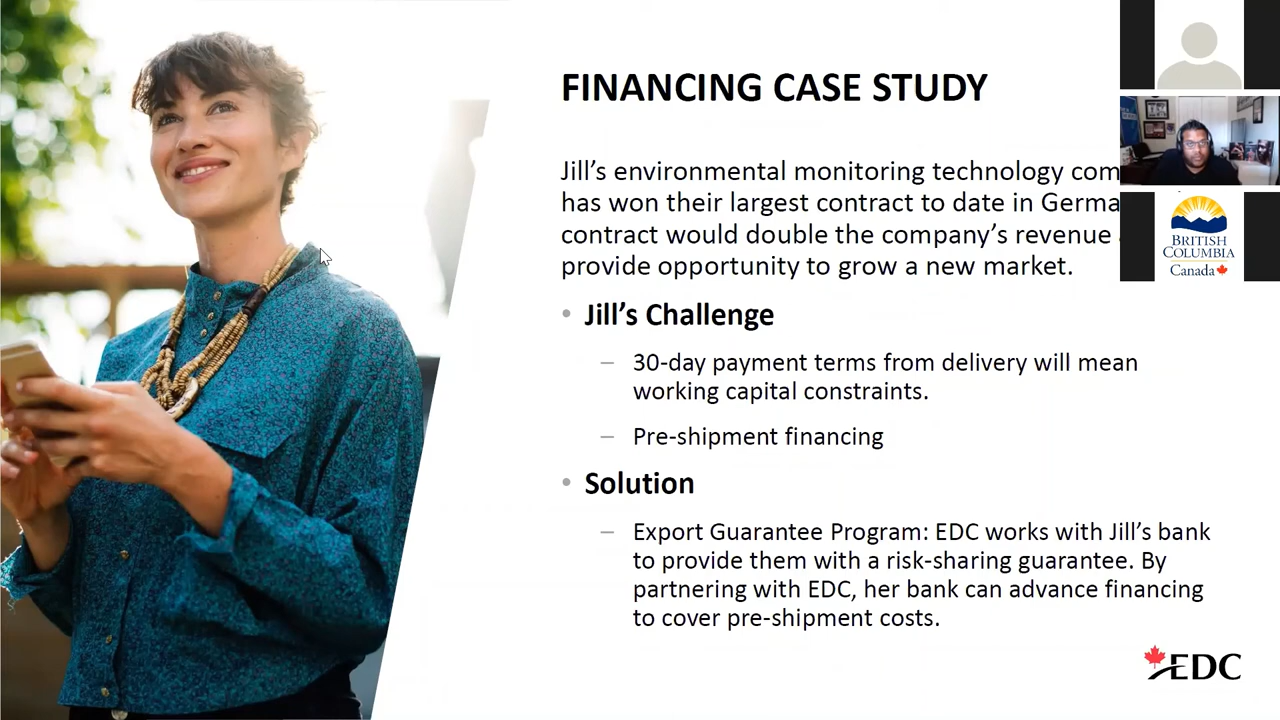 FINANCING CASE STUDY
Jill's environmental monitoring technology
has won their largest contract to date in
contract would double the company's revenue
provide opportunity to grow a new market.
• Jill's Challenge
– 30-day payment terms from delivery will mean
working capital constraints.
– Pre-shipment financing
• Solution
– Export Guarantee Program: EDC works with Jill's bank
to provide them with a risk-sharing guarantee. By
partnering with EDC, her bank can advance financing
to cover pre-shipment costs.
BRITISH
COLUMBIA
Canada
EDC